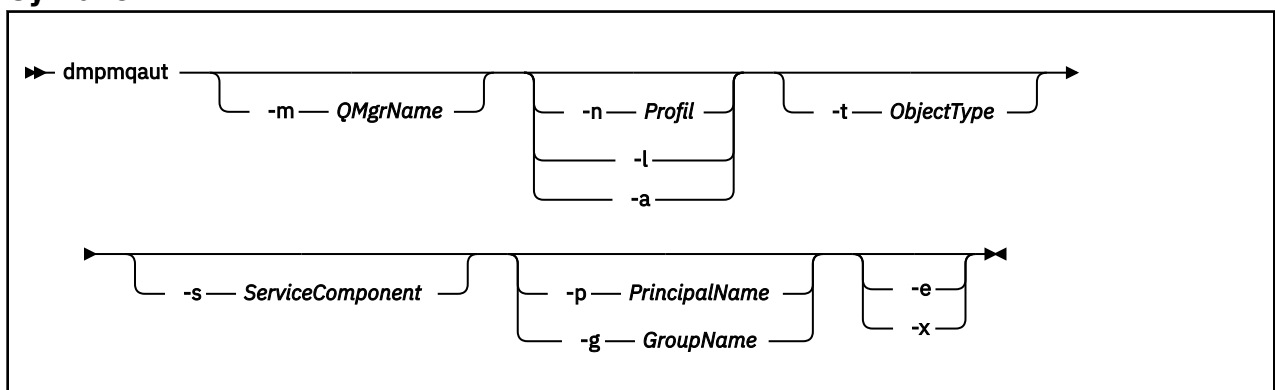 dmpmqaut
-m QMgrName
-n Profil
-t ObjectType
-l
-a
-s ServiceComponent
-p PrincipalName
-e
-g GroupName
-x